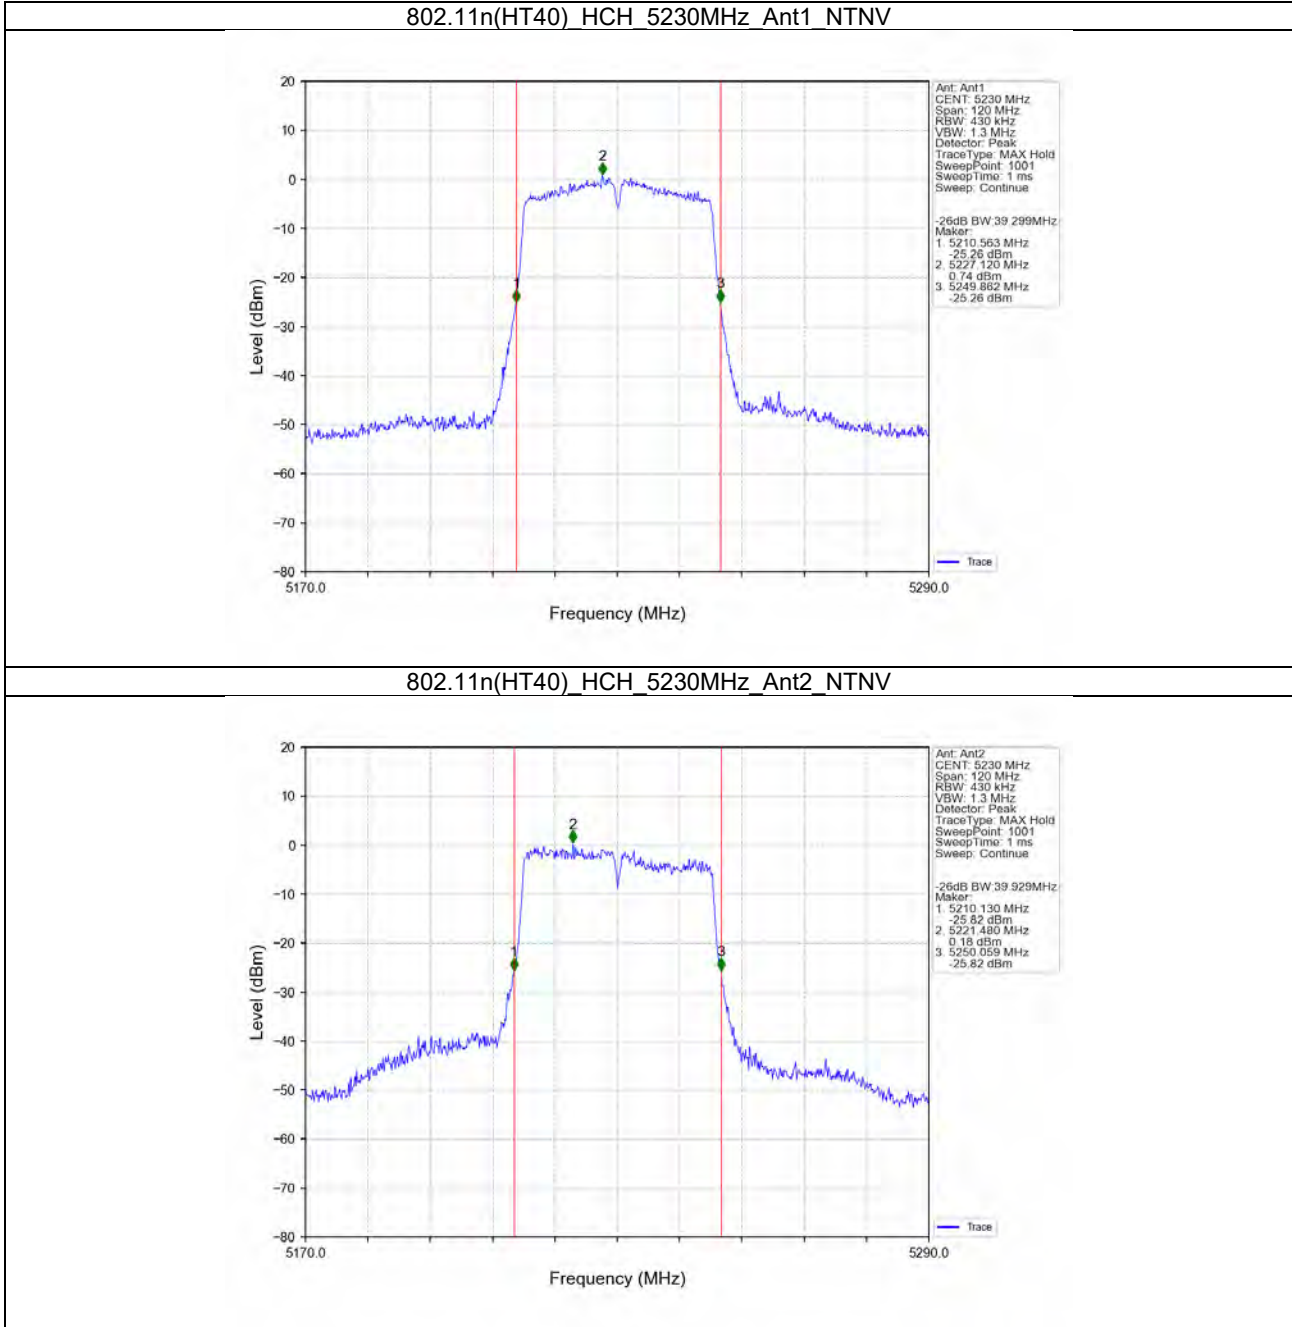 802.11n(HT40)_HCH_5230MHz_Ant1_NTNV
20
10
0
−10
−20
−30
−40
−50
−60
−70
−80
Level (dBm)
5170.0
5290.0
Frequency (MHz)
1
2
3
Ant: Ant1
CENT: 5230 MHz
Span: 120 MHz
RBW: 430 kHz
VBW: 1.3 MHz
Detector: Peak
TraceType: MAX Hold
SweepPoint: 1001
SweepTime: 1 ms
Sweep: Continue
-26dB BW:39.299MHz
Maker:
1. 5210.563 MHz
-25.26 dBm
2. 5227.120 MHz
0.74 dBm
3. 5249.862 MHz
-25.26 dBm
Trace
802.11n(HT40)_HCH_5230MHz_Ant2_NTNV
20
10
0
−10
−20
−30
−40
−50
−60
−70
−80
Level (dBm)
5170.0
5290.0
Frequency (MHz)
1
2
3
Ant: Ant2
CENT: 5230 MHz
Span: 120 MHz
RBW: 430 kHz
VBW: 1.3 MHz
Detector: Peak
TraceType: MAX Hold
SweepPoint: 1001
SweepTime: 1 ms
Sweep: Continue
-26dB BW:39.929MHz
Maker:
1. 5210.130 MHz
-25.82 dBm
2. 5221.480 MHz
0.18 dBm
3. 5250.059 MHz
-25.82 dBm
Trace